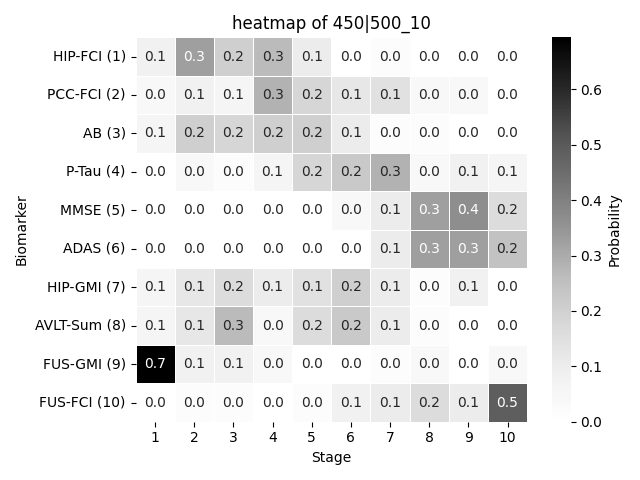 heatmap of 450|500_10
HIP-FCI (1) 0.1 0.3 0.2 0.3 0.1 0.0 0.0 0.0 0.0 0.0
PCC-FCI (2) 0.0 0.1 0.1 0.3 0.2 0.1 0.1 0.0 0.0 0.0
AB (3) 0.1 0.2 0.2 0.2 0.2 0.1 0.0 0.0 0.0 0.0
P-Tau (4) 0.0 0.0 0.0 0.1 0.2 0.2 0.3 0.0 0.1 0.1
MMSE (5) 0.0 0.0 0.0 0.0 0.0 0.0 0.1 0.3 0.4 0.2
ADAS (6) 0.0 0.0 0.0 0.0 0.0 0.0 0.1 0.3 0.3 0.2
HIP-GMI (7) 0.1 0.1 0.2 0.1 0.1 0.2 0.1 0.0 0.1 0.0
AVLT-Sum (8) 0.1 0.1 0.3 0.0 0.2 0.2 0.1 0.0 0.0 0.0
FUS-GMI (9) 0.7 0.1 0.1 0.0 0.0 0.0 0.0 0.0 0.0 0.0
FUS-FCI (10) 0.0 0.0 0.0 0.0 0.0 0.1 0.1 0.2 0.1 0.5
1 2 3 4 5 6 7 8 9 10
Stage
Biomarker
0.6
0.5
0.4
0.3
0.2
0.1
0.0
Probability